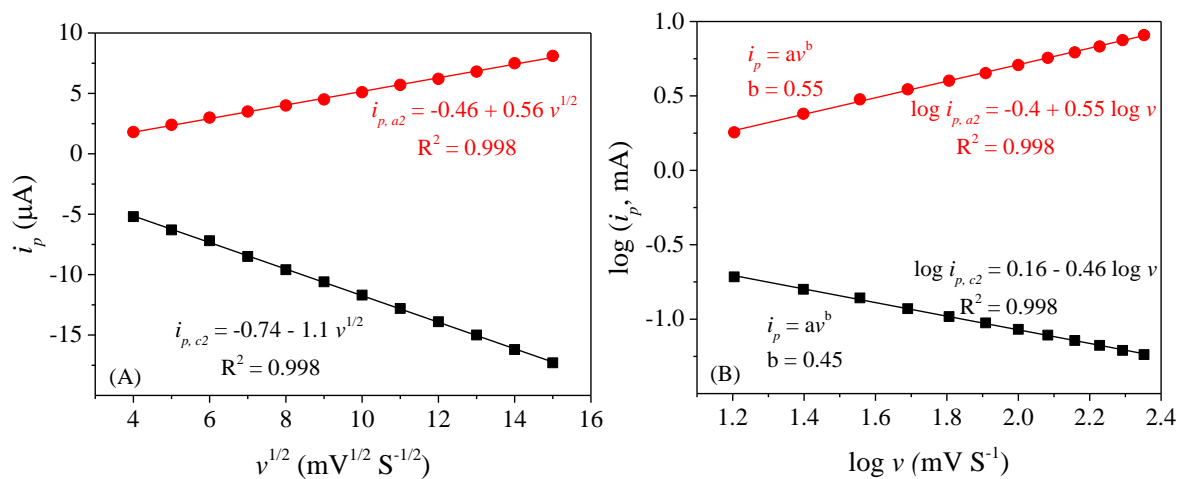 10
5
0
-5
-10
-15
4 6 8 10 12 14 16
i_p (µA)
v^1/2 (mV^1/2 S^-1/2)
i_p, a2 = -0.46 + 0.56 v^1/2
R^2 = 0.998
i_p, c2 = -0.74 - 1.1 v^1/2
R^2 = 0.998
(A)
1.0
0.5
0.0
-0.5
-1.0
1.2 1.4 1.6 1.8 2.0 2.2 2.4
log (i_p, mA)
log v (mV S^-1)
i_p = av^b
b = 0.55
log i_p, a2 = -0.4 + 0.55 log v
R^2 = 0.998
log i_p, c2 = 0.16 - 0.46 log v
R^2 = 0.998
i_p = av^b
b = 0.45
(B)